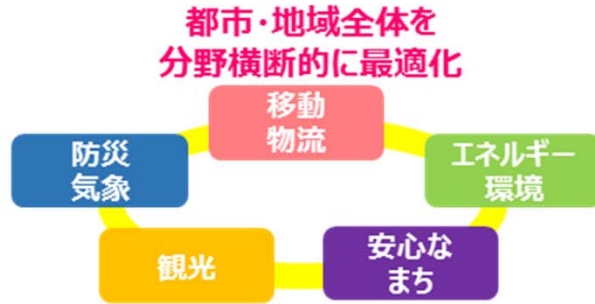 都市・地域全体を
分野横断的に最適化
移動
物流
防災
気象
エネルギー
環境
観光
安心な
まち